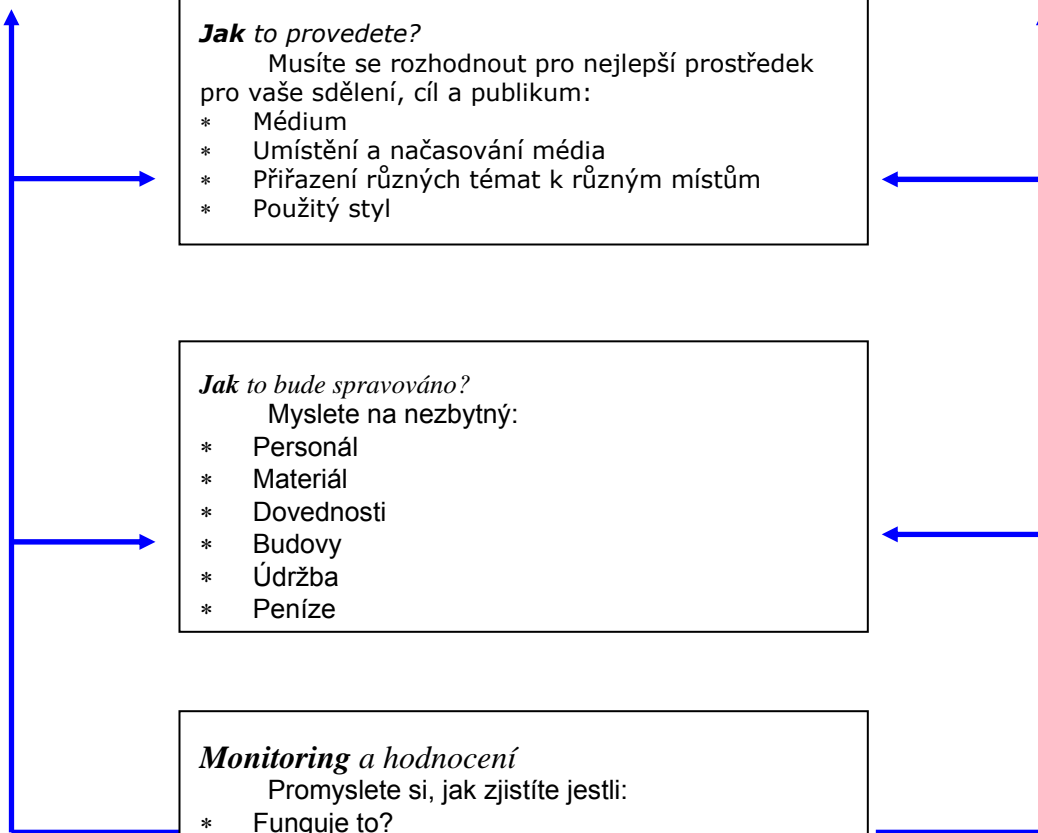 Jak to provedete?
Musíte se rozhodnout pro nejlepší prostředek
pro vaše sdělení, cíl a publikum:
* Médium
* Umístění a načasování média
* Přiřazení různých témat k různým místům
* Použitý styl
Jak to bude spravováno?
Myslete na nezbytný:
* Personál
* Materiál
* Dovednosti
* Budovy
* Údržba
* Peníze
Monitoring a hodnocení
Promyslete si, jak zjistíte jestli:
* Funguje to?